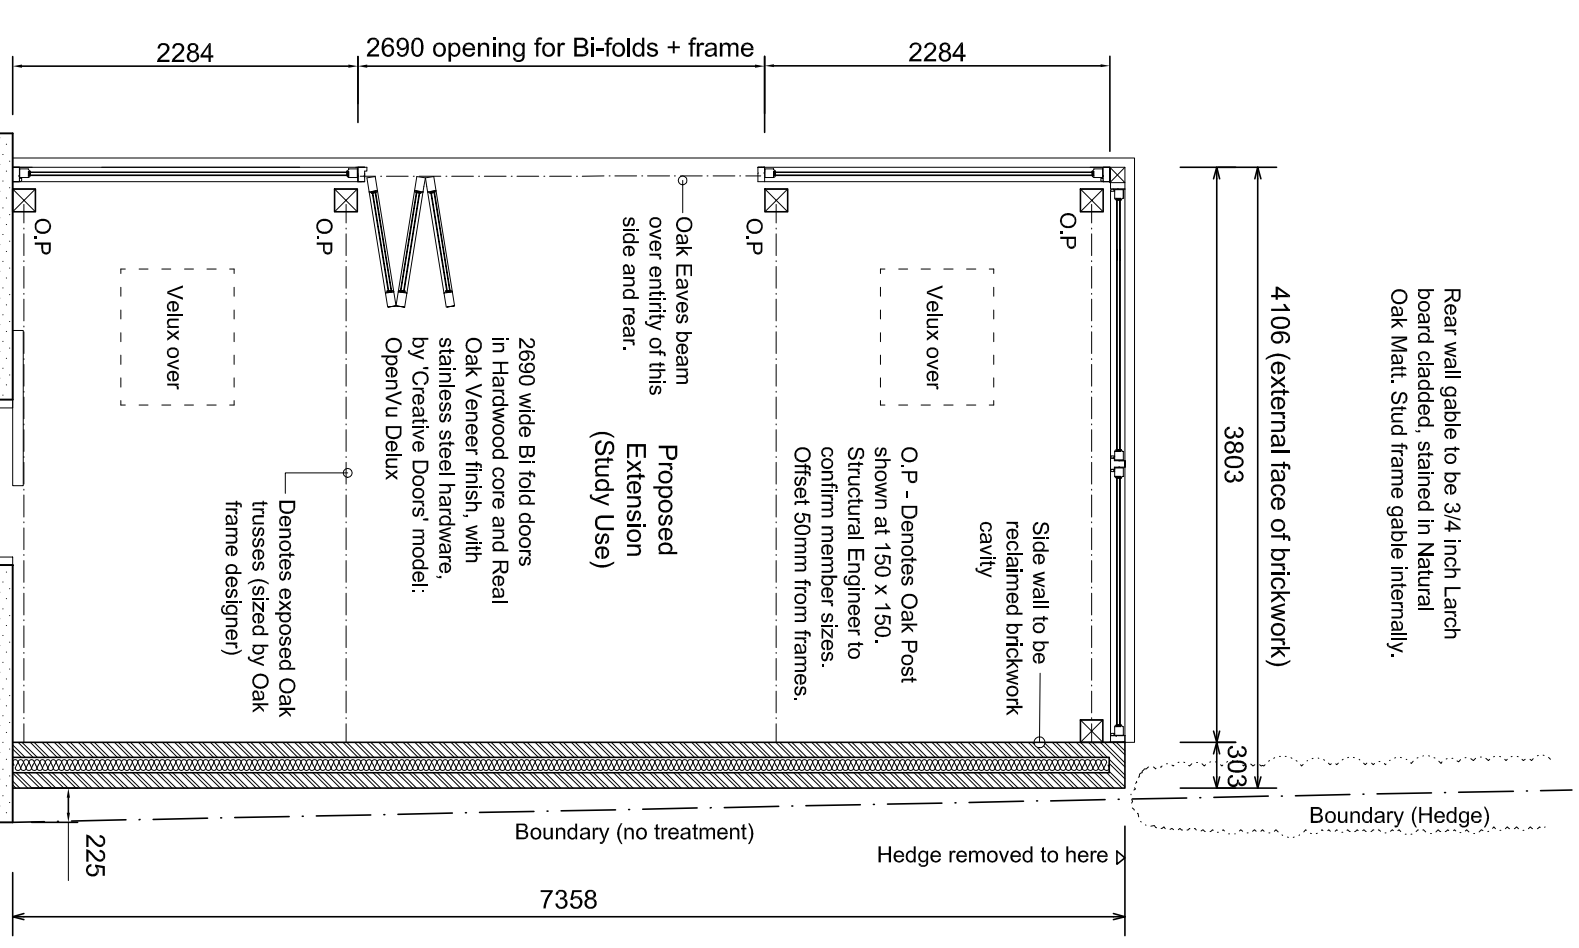 2284
2690 opening for Bi-folds + frame
2284
O.P
O.P
O.P
O.P
Oak Eaves beam
over entirity of this
side and rear.
Velux over
Velux over
2690 wide Bi fold doors
in Hardwood core and Real
Oak Veneer finish, with
stainless steel hardware,
by 'Creative Doors' model:
OpenVu Delux
Proposed
Extension
(Study Use)
O.P - Denotes Oak Post
shown at 150 x 150.
Structural Engineer to
confirm member sizes.
Offset 50mm from frames.
Side wall to be
reclaimed brickwork
cavity
Denotes exposed Oak
trusses (sized by Oak
frame designer)
Rear wall gable to be 3/4 inch Larch
board cladded, stained in Natural
Oak Matt. Stud frame gable internally.
4106 (external face of brickwork)
3803
303
Boundary (Hedge)
Boundary (no treatment)
Hedge removed to here
225
7358